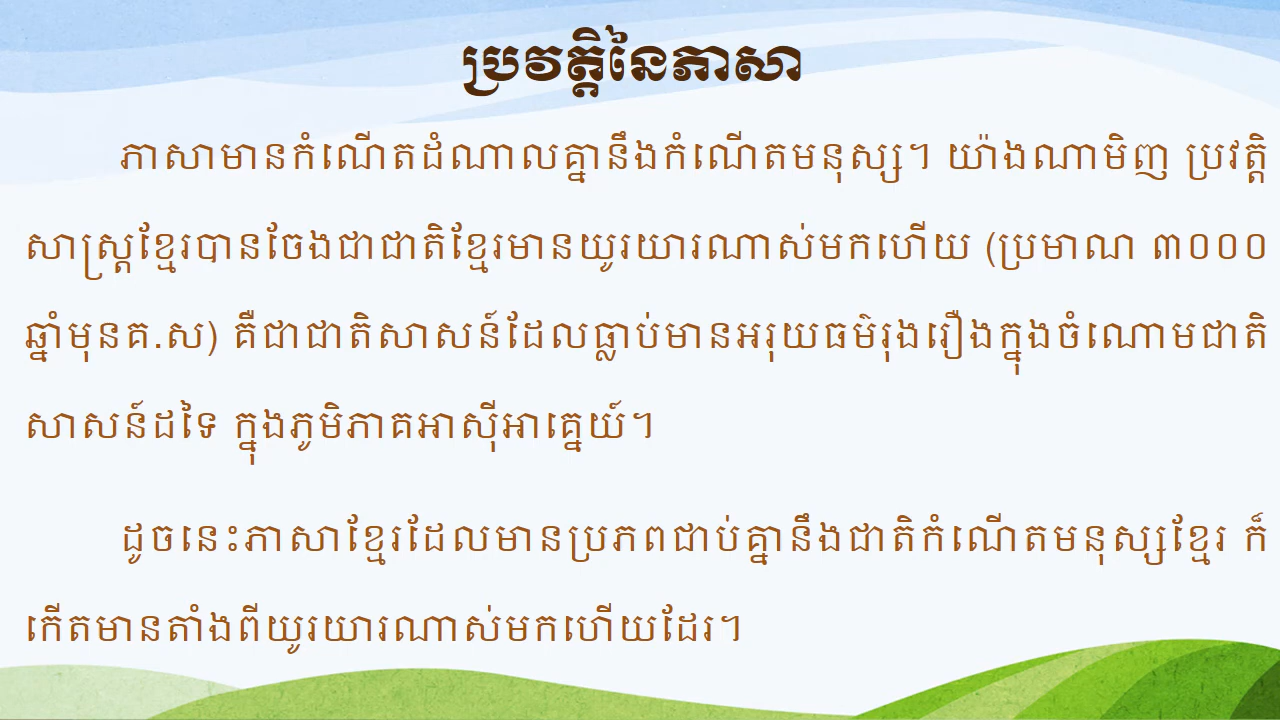 ប្រវត្តិនៃភាសា
ភាសាមានកំណើតដំណាលគ្នានឹងកំណើតមនុស្ស។ យ៉ាងណាមិញ ប្រវត្តិ
សាស្ត្រខ្មែរបានចែងជាជាតិខ្មែរមានយូរយារណាស់មកហើយ (ប្រមាណ ៣០០០
ឆ្នាំមុនគ.ស) គឺជាជាតិសាសន៍ដែលធ្លាប់មានអរុយធម៌រុងរឿងក្នុងចំណោមជាតិ
សាសន៍ដទៃ ក្នុងភូមិភាគអាស៊ីអាគ្នេយ៍។
ដូចនេះភាសាខ្មែរដែលមានប្រភពជាប់គ្នានឹងជាតិកំណើតមនុស្សខ្មែរ ក៏
កើតមានតាំងពីយូរយារណាស់មកហើយដែរ។